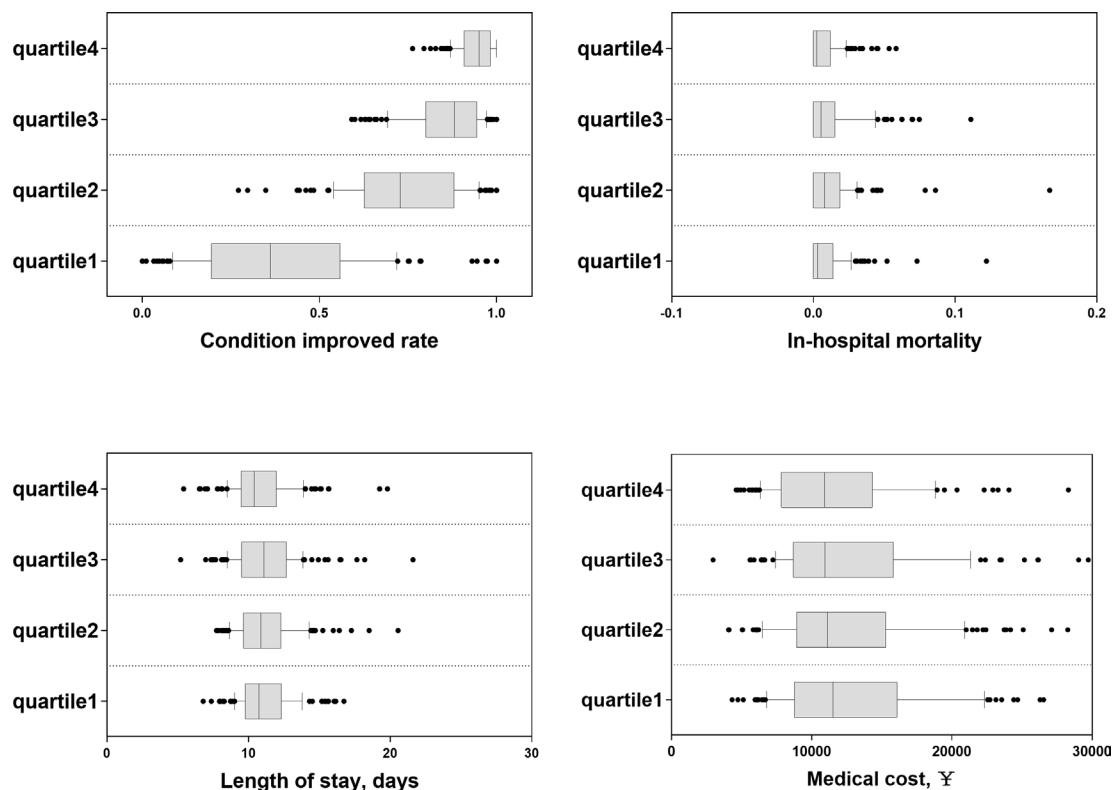 quartile4
quartile3
quartile2
quartile1
0.0 0.5 1.0
Condition improved rate
quartile4
quartile3
quartile2
quartile1
-0.1 0.0 0.1 0.2
In-hospital mortality
quartile4
quartile3
quartile2
quartile1
0 10 20 30
Length of stay, days
quartile4
quartile3
quartile2
quartile1
0 10000 20000 30000
Medical cost, ¥